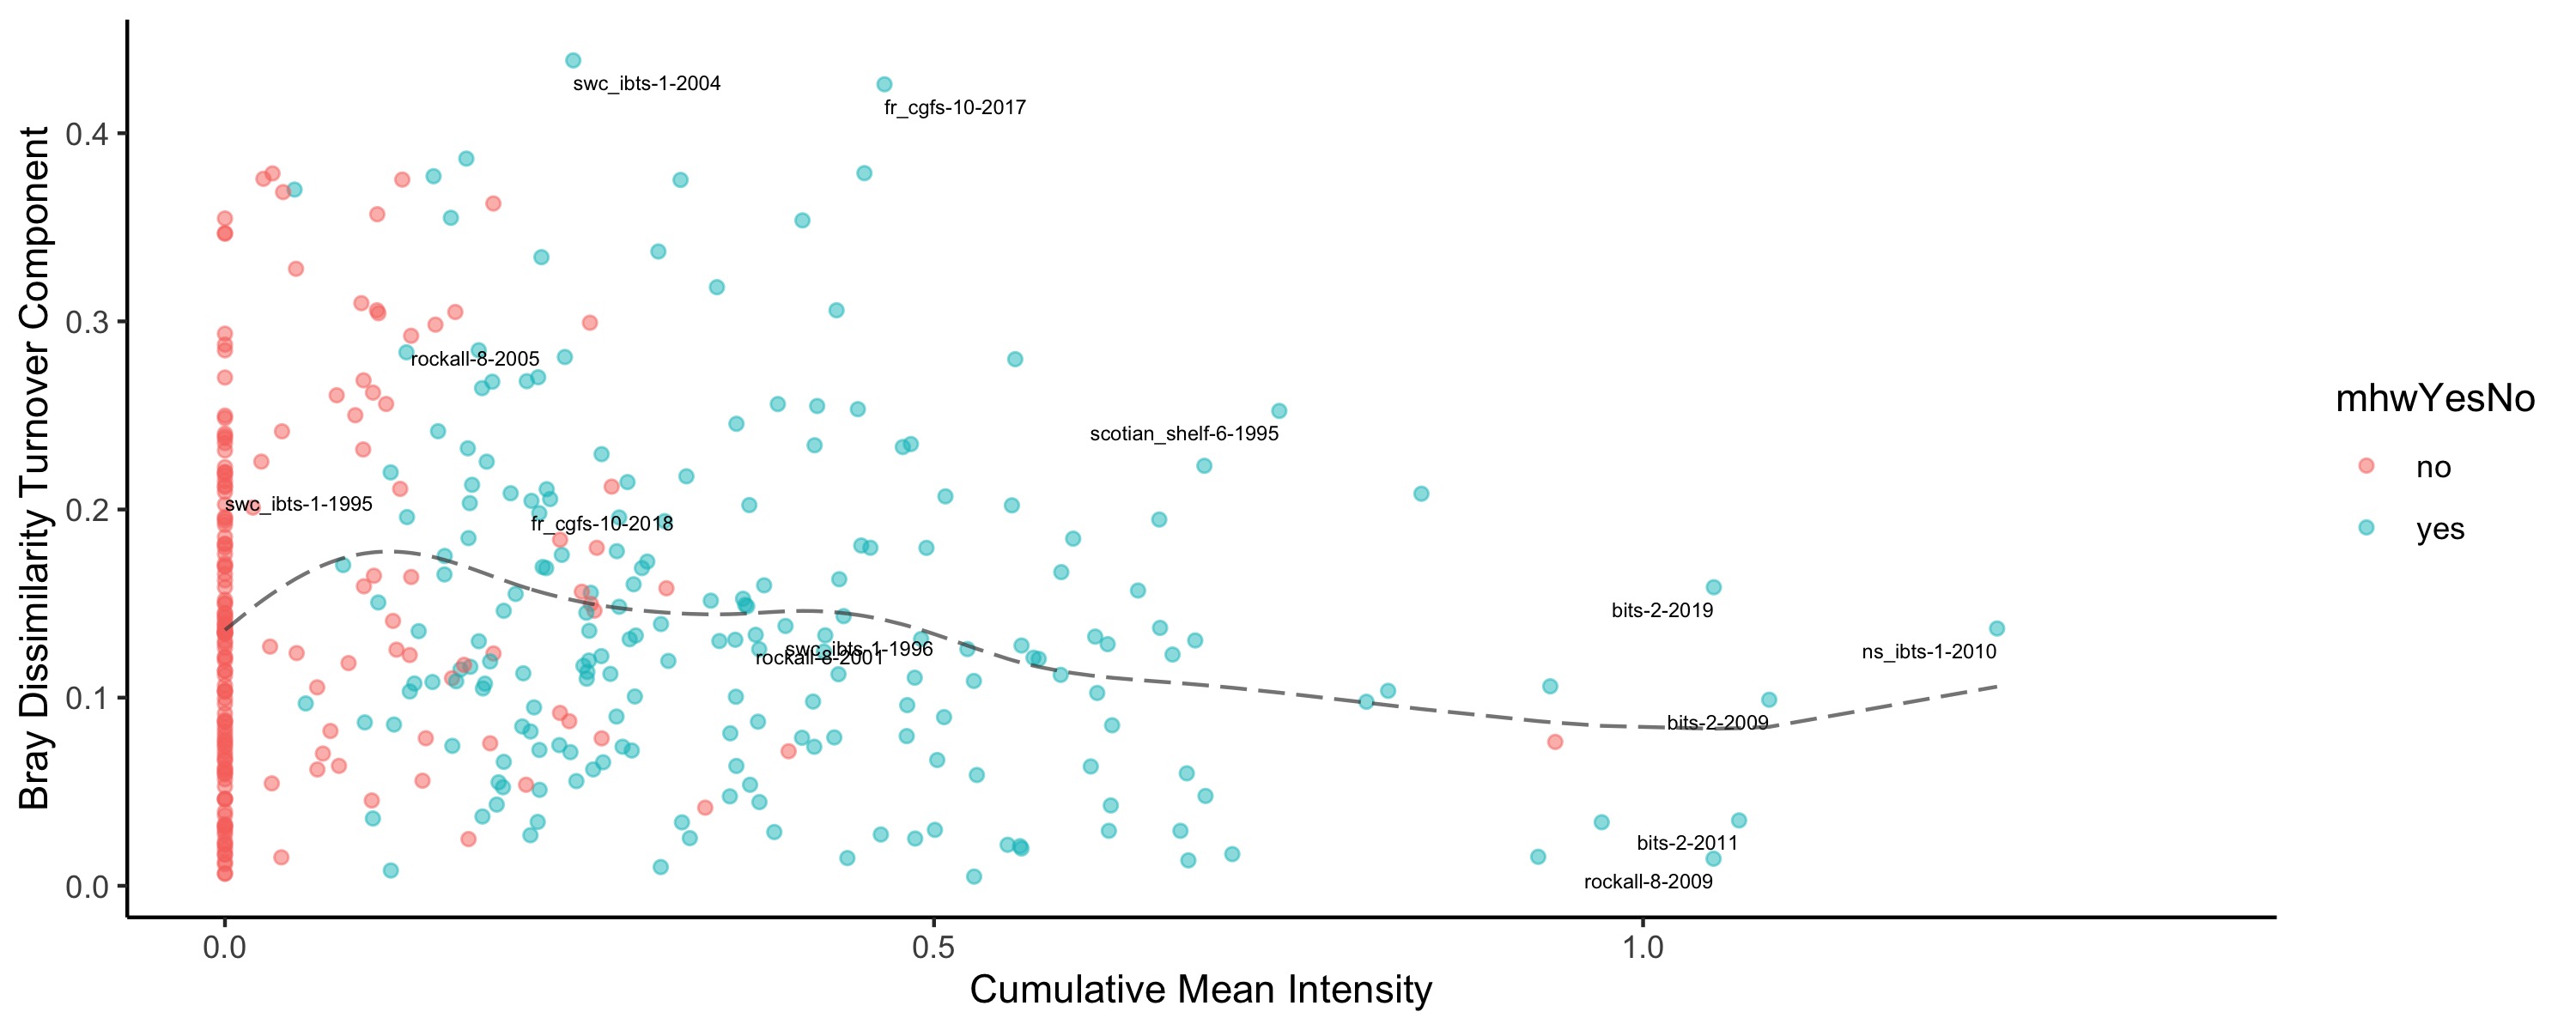 swc_ibts-1-2004
fr_cgfs-10-2017
0.4
0.3
rockall-8-2005
mhwYesNo
scotian_shelf-6-1995
no
swc_ibts-1-1995
0.2
fr_cgfs-10-2018
yes
bits-2-2019
swc_ibts-1-1996
rockall-8-2001
ns_ibts-1-2010
0.1
bits-2-2009
bits-2-2011
rockall-8-2009
0.0
Bray Dissimilarity Turnover Component
0.0
0.5
1.0
Cumulative Mean Intensity